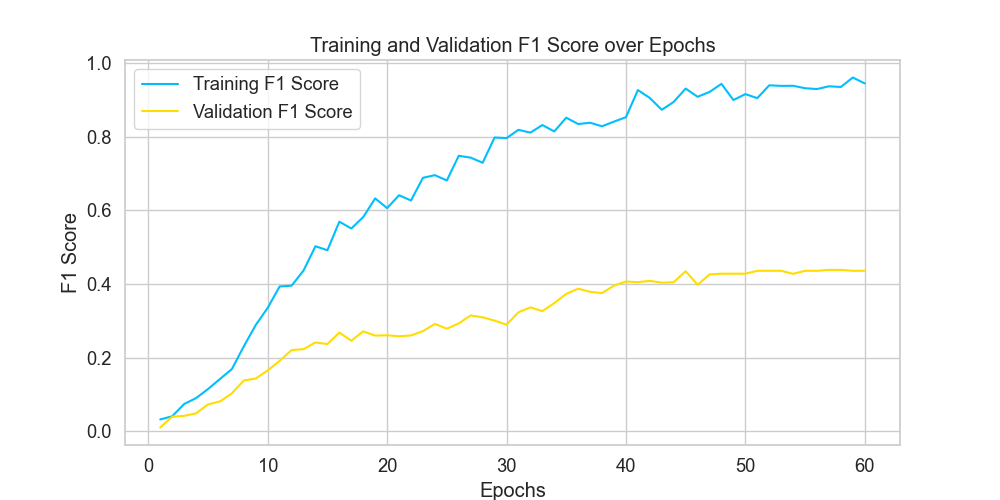 Training and Validation F1 Score over Epochs
Training F1 Score
Validation F1 Score
F1 Score
1.0
0.8
0.6
0.4
0.2
0.0
0 10 20 30 40 50 60
Epochs